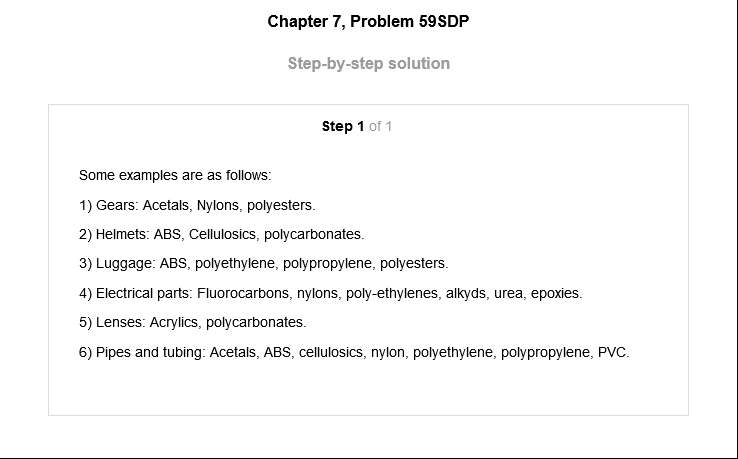 Chapter 7, Problem 59SDP
Step-by-step solution
Step 1 of 1
Some examples are as follows:
1) Gears: Acetals, Nylons, polyesters.
2) Helmets: ABS, Cellulosics, polycarbonates.
3) Luggage: ABS, polyethylene, polypropylene, polyesters.
4) Electrical parts: Fluorocarbons, nylons, poly-ethylenes, alkyds, urea, epoxies.
5) Lenses: Acrylics, polycarbonates.
6) Pipes and tubing: Acetals, ABS, cellulosics, nylon, polyethylene, polypropylene, PVC.